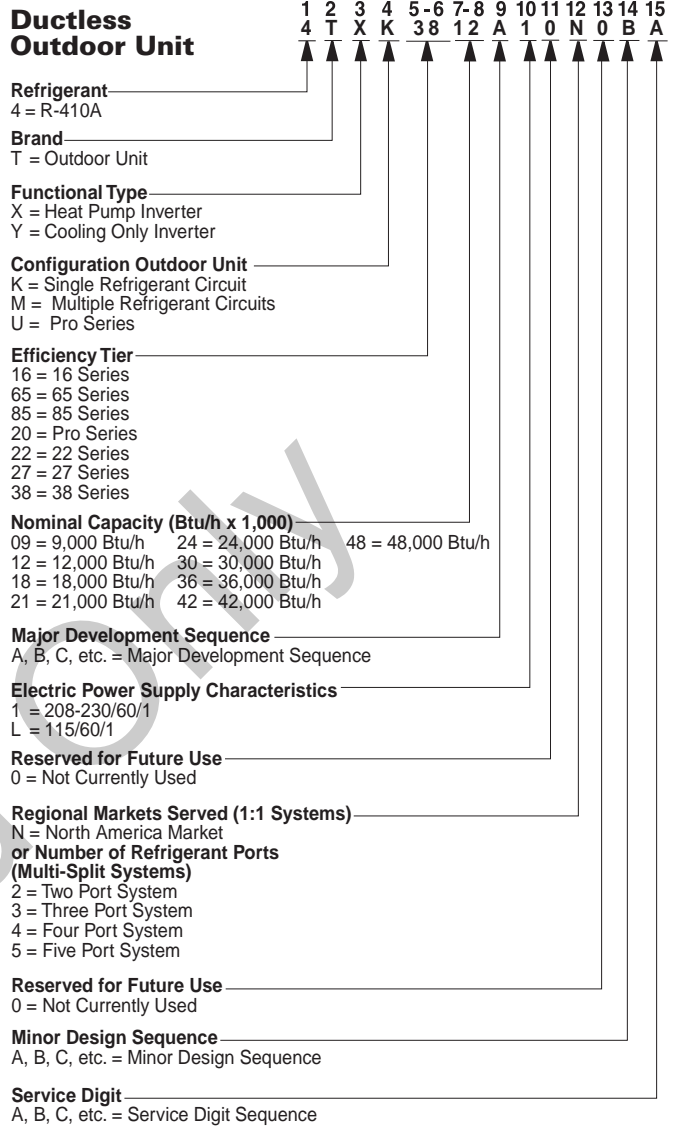 Ductless
Outdoor Unit
1 2 3 4 5-6 7-8 9 10 11 12 13 14 15
4 T X K 38 12 A 1 0 N 0 B A
Refrigerant
4 = R-410A
Brand
T = Outdoor Unit
Functional Type
X = Heat Pump Inverter
Y = Cooling Only Inverter
Configuration Outdoor Unit
K = Single Refrigerant Circuit
M = Multiple Refrigerant Circuits
U = Pro Series
Efficiency Tier
16 = 16 Series
65 = 65 Series
85 = 85 Series
20 = Pro Series
22 = 22 Series
27 = 27 Series
38 = 38 Series
Nominal Capacity (Btu/h x 1,000)
09 = 9,000 Btu/h 24 = 24,000 Btu/h 48 = 48,000 Btu/h
12 = 12,000 Btu/h 30 = 30,000 Btu/h
18 = 18,000 Btu/h 36 = 36,000 Btu/h
21 = 21,000 Btu/h 42 = 42,000 Btu/h
Major Development Sequence
A, B, C, etc. = Major Development Sequence
Electric Power Supply Characteristics
1 = 208-230/60/1
L = 115/60/1
Reserved for Future Use
0 = Not Currently Used
Regional Markets Served (1:1 Systems)
N = North America Market
or Number of Refrigerant Ports
(Multi-Split Systems)
2 = Two Port System
3 = Three Port System
4 = Four Port System
5 = Five Port System
Reserved for Future Use
0 = Not Currently Used
Minor Design Sequence
A, B, C, etc. = Minor Design Sequence
Service Digit
A, B, C, etc. = Service Digit Sequence
Only